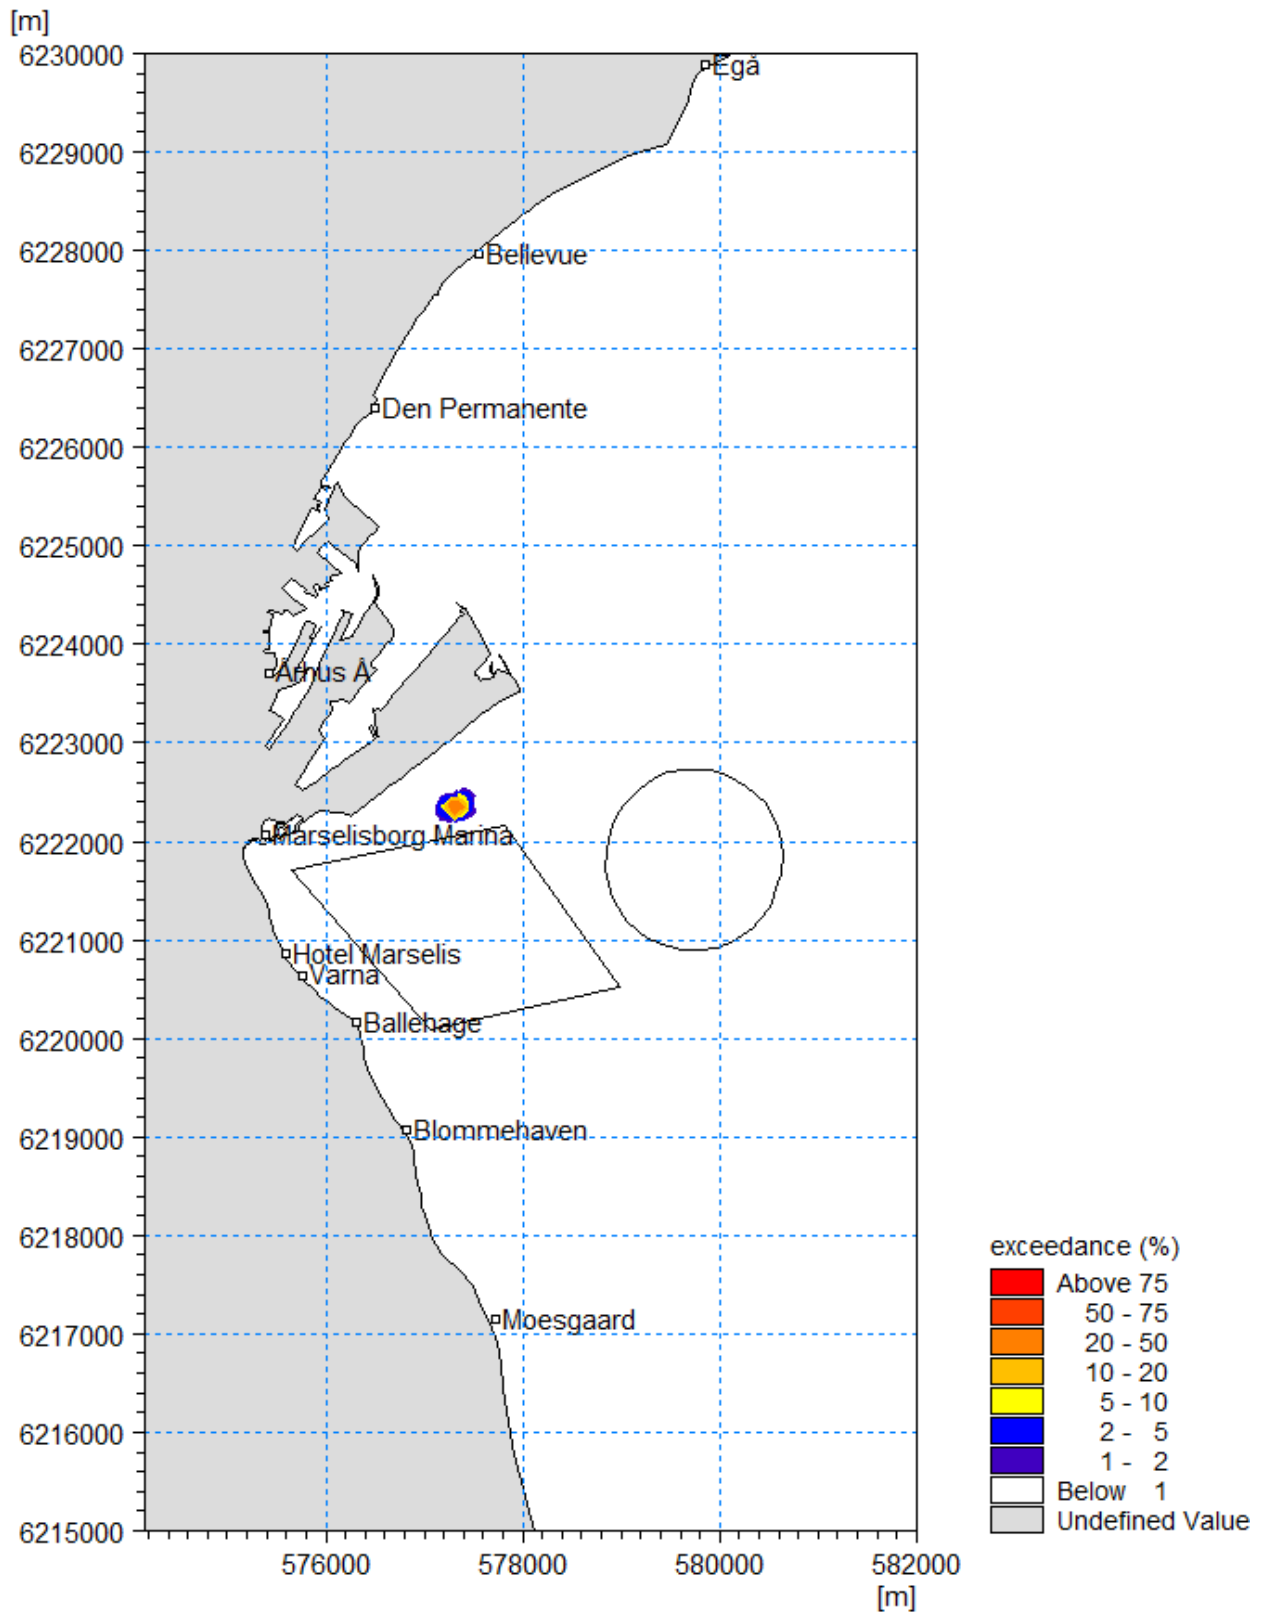 [m]
6230000
Egå
6229000
6228000
Bellevue
6227000
Den Permanente
6226000
6225000
6224000
Århus Å
6223000
6222000
Marselisborg Marina
6221000
Hotel Marselis
Varna
6220000
Ballehage
6219000
Blommehaven
6218000
6217000
Moesgaard
6216000
6215000
576000
578000
580000
582000
[m]
exceedance (%)
Above 75
50 - 75
20 - 50
10 - 20
5 - 10
2 - 5
1 - 2
Below 1
Undefined Value